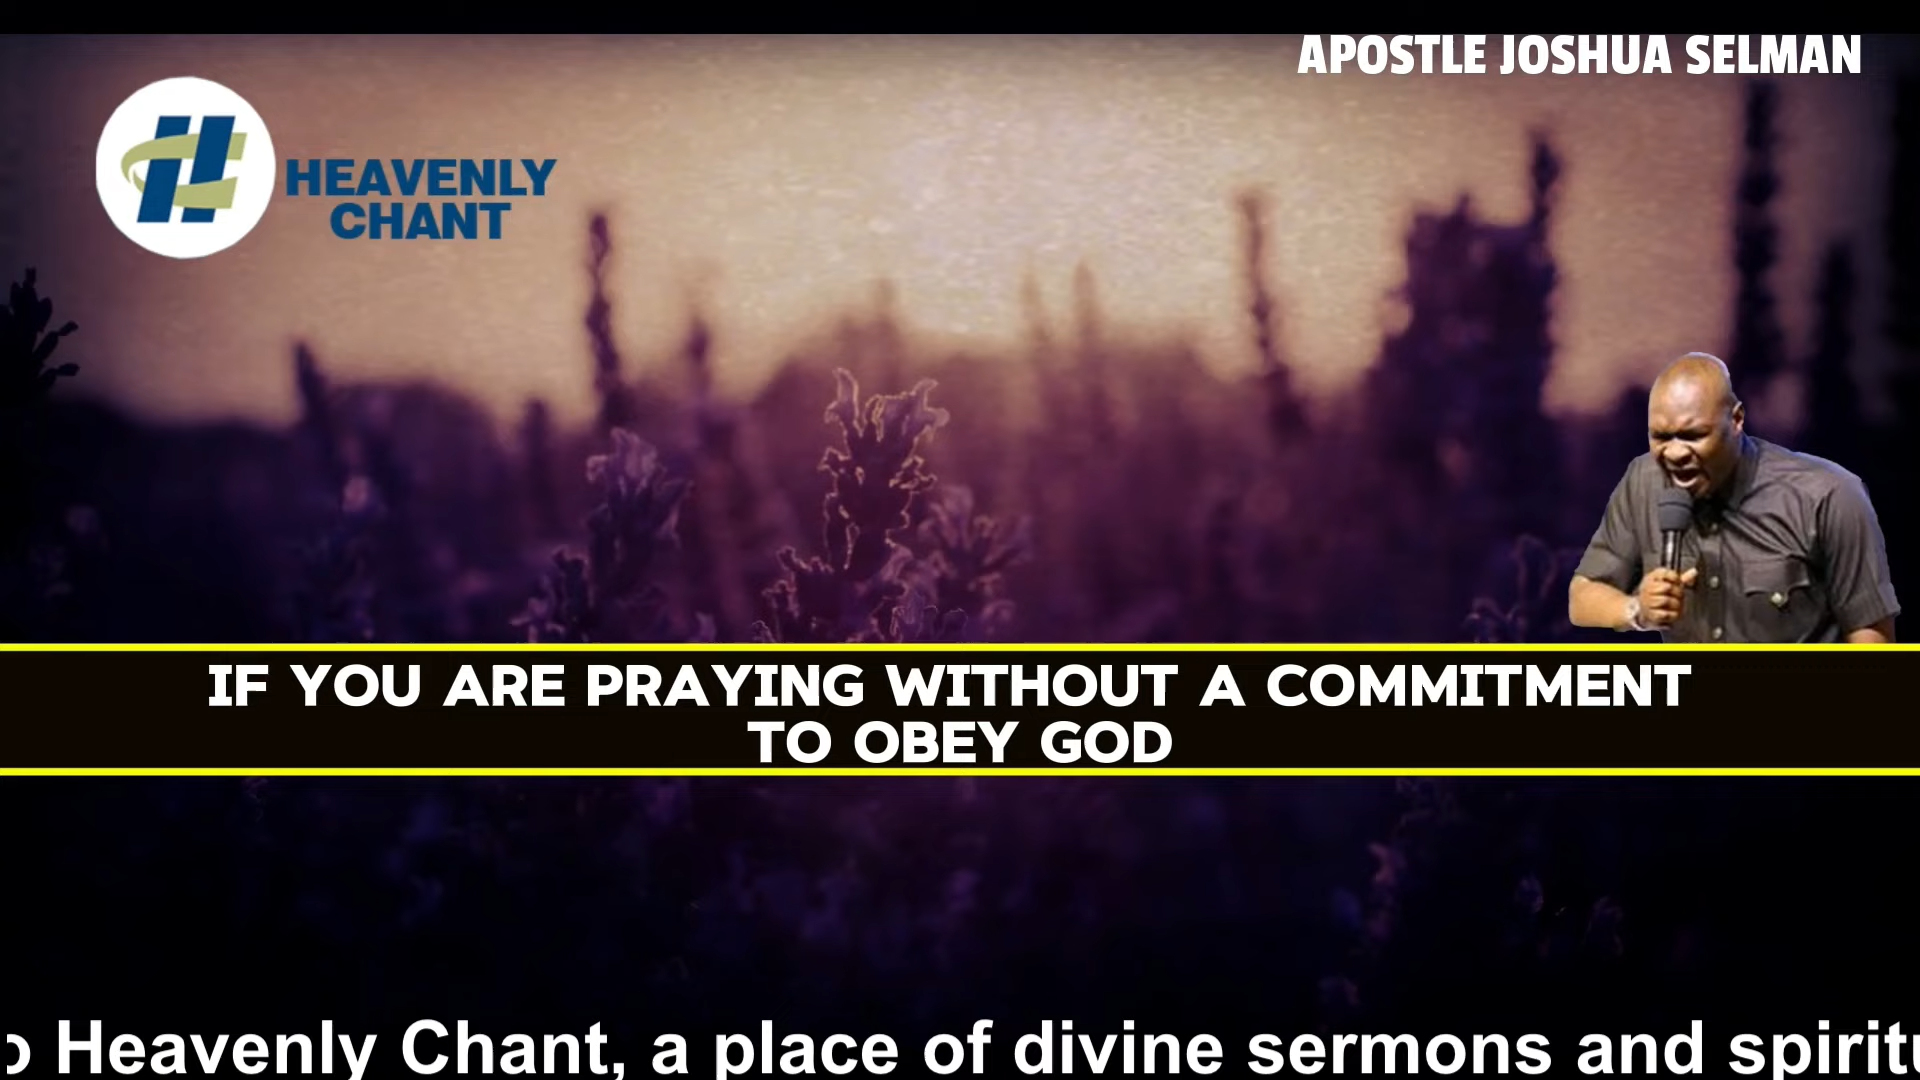 APOSTLE JOSHUA SELMAN
HEAVENLY
CHANT
IF YOU ARE PRAYING WITHOUT A COMMITMENT
TO OBEY GOD
Heavenly Chant, a place of divine sermons and